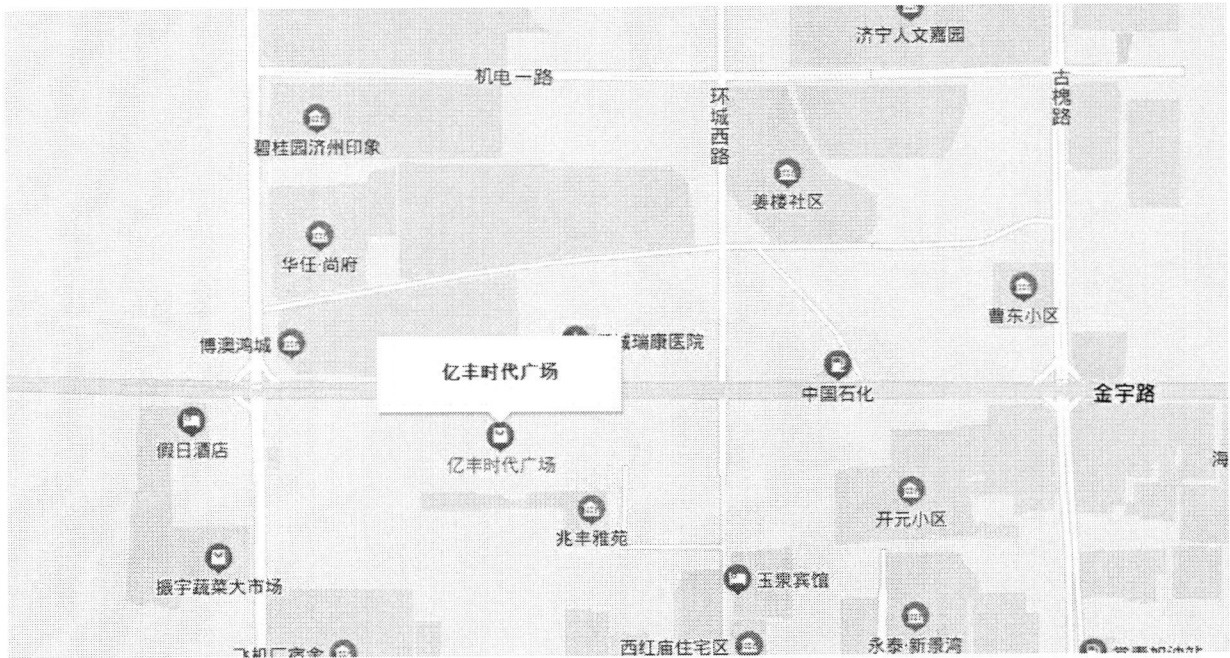 济宁人文嘉园
机电一路
古槐路
环城西路
碧桂园济州印象
姜楼社区
华任·尚府
曹东小区
博澳鸿城
城瑞康医院
亿丰时代广场
中国石化
金宇路
假日酒店
亿丰时代广场
海
开元小区
兆丰雅苑
振宇蔬菜大市场
玉泉宾馆
西红庙住宅区
永泰·新景湾